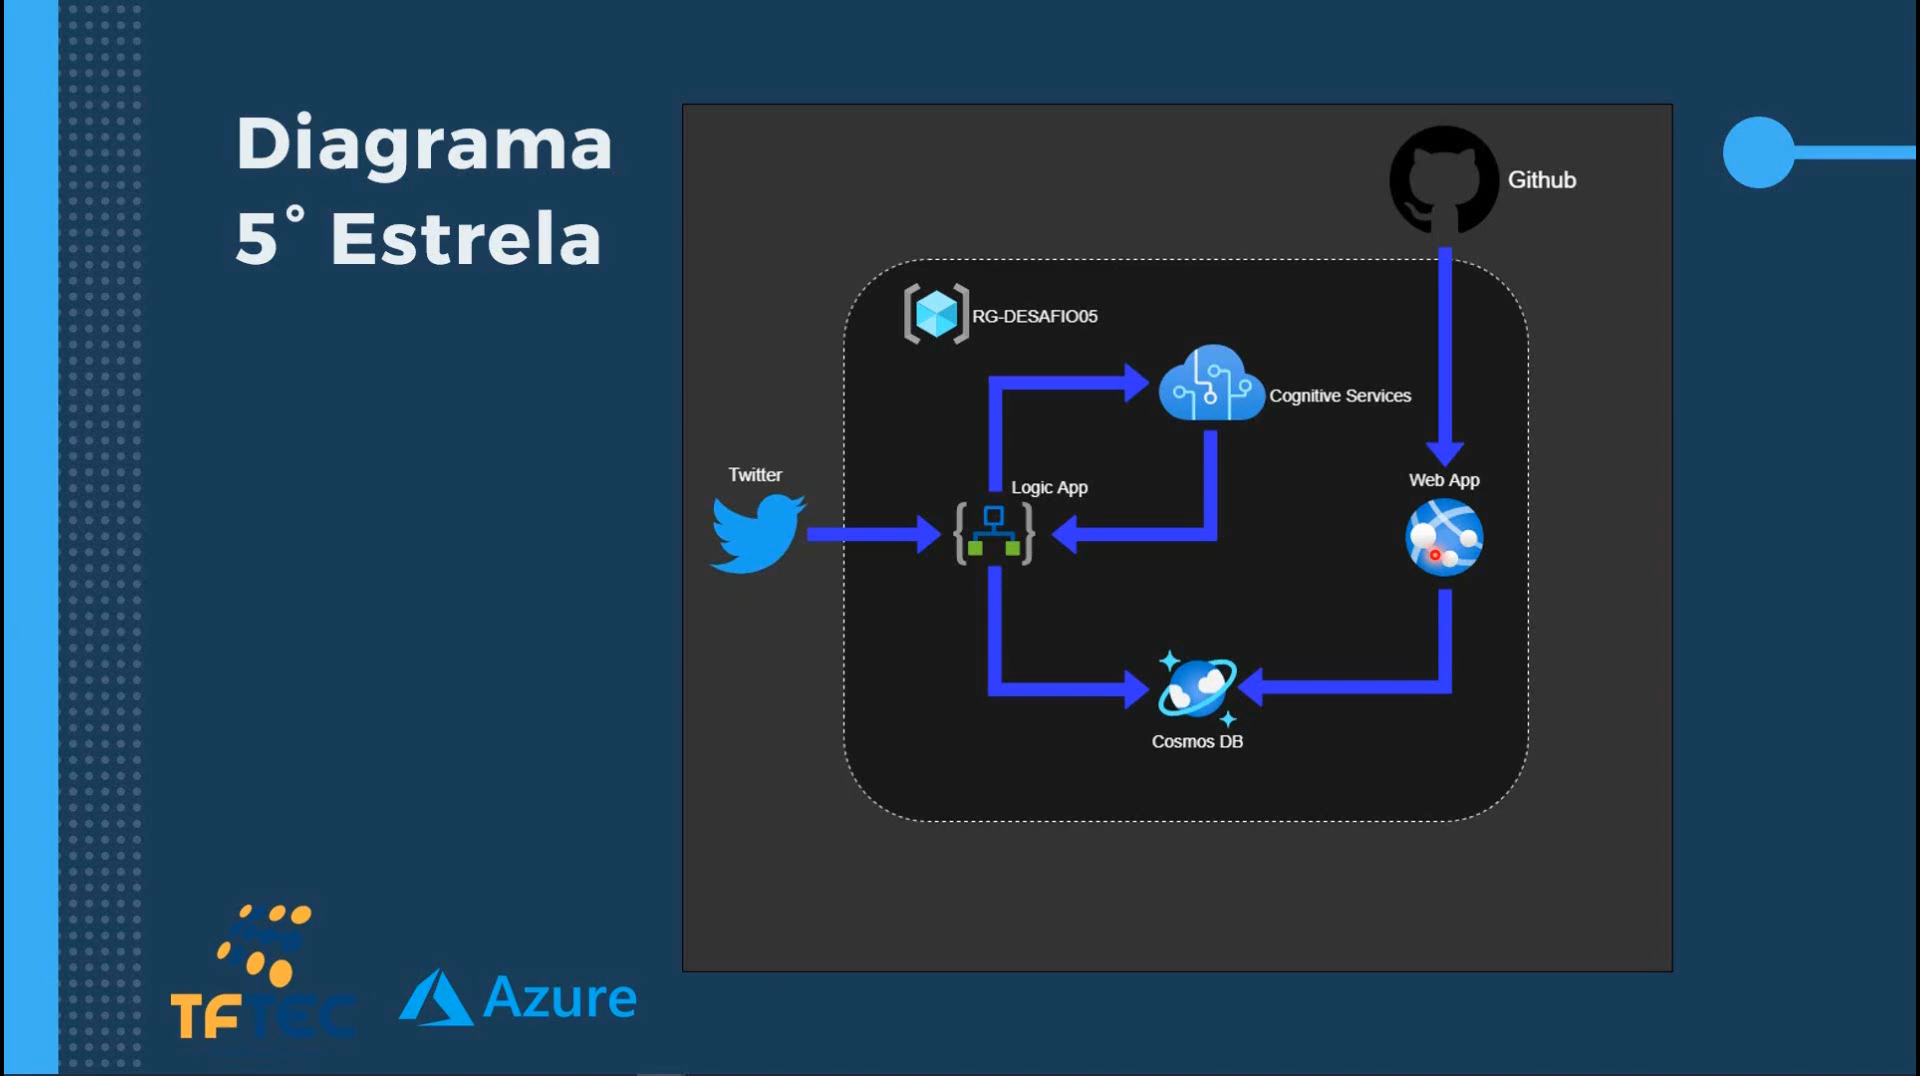 Diagrama
5° Estrela
Github
RG-DESAFIO05
Cognitive Services
Twitter
Logic App
Web App
Cosmos DB
TFTEC
Azure